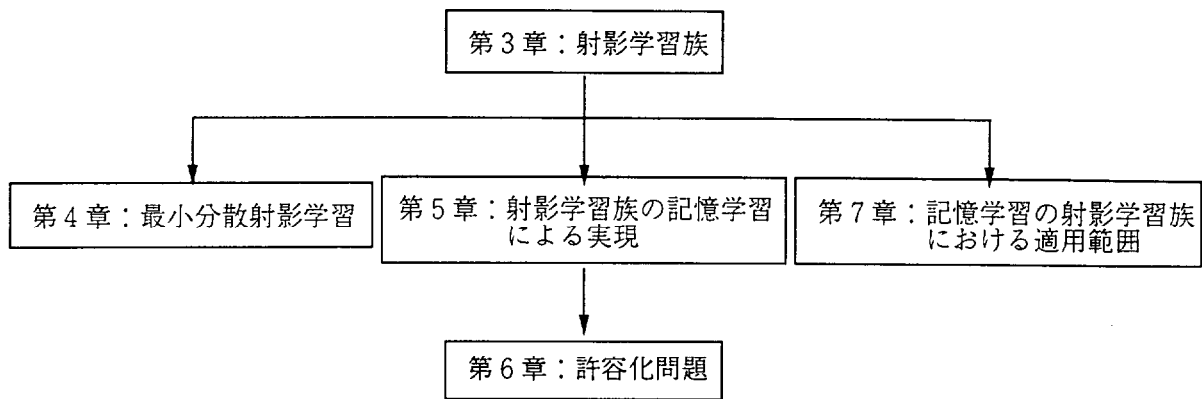 第3章：射影学習族
第4章：最小分散射影学習
第5章：射影学習族の記憶学習
による実現
第7章：記憶学習の射影学習族
における適用範囲
第6章：許容化問題